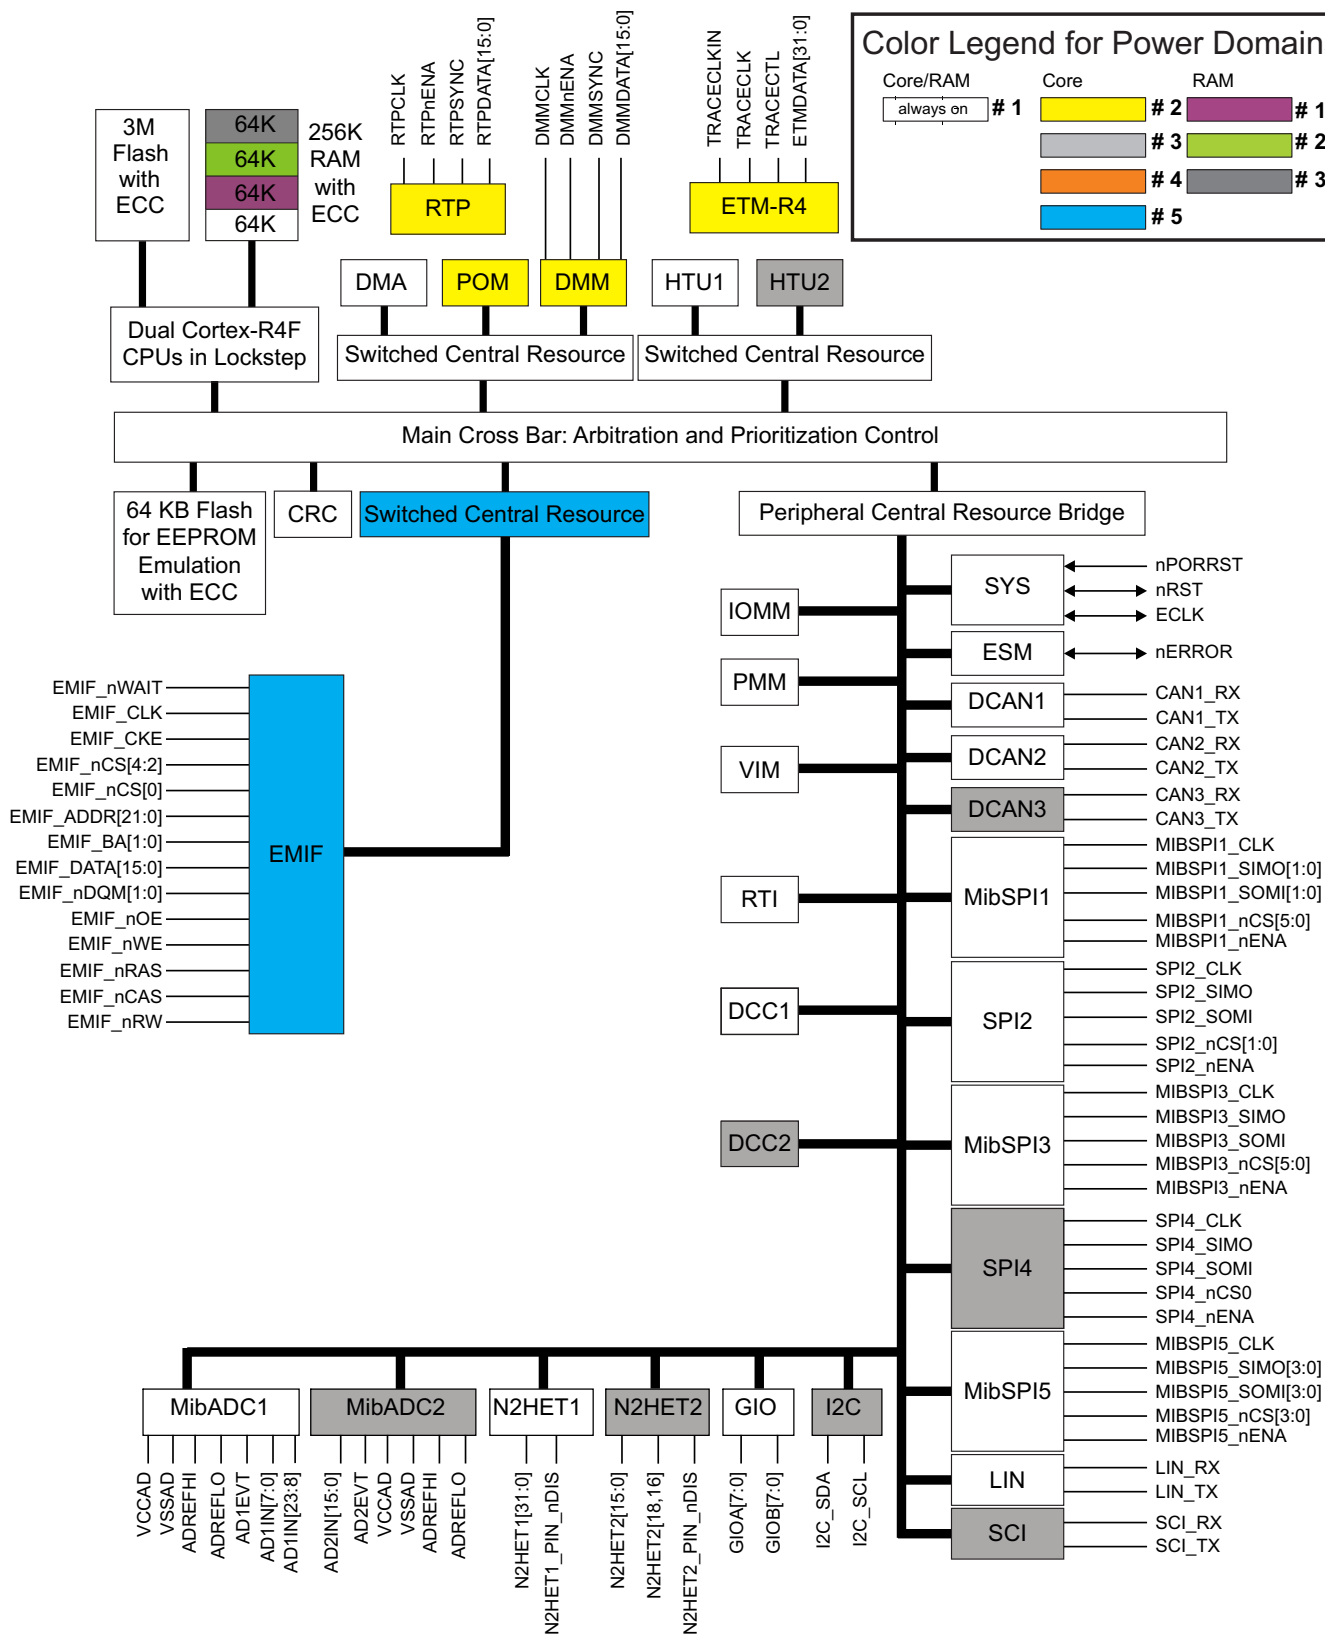 Color Legend for Power Domain
Core/RAM
Core
RAM
always on
# 1
# 2
# 1
# 3
# 2
# 4
# 3
# 5
3M
Flash
with
ECC
64K
64K
64K
64K
256K
RAM
with
ECC
RTPCLK
RTPnENA
RTPSYNC
RTPDATA[15:0]
RTP
DMMCLK
DMMnENA
DMMSYNC
DMMDATA[15:0]
TRACECLKIN
TRACECLK
TRACECTL
ETMDATA[31:0]
ETM-R4
DMA
POM
DMM
HTU1
HTU2
Dual Cortex-R4F
CPUs in Lockstep
Switched Central Resource
Switched Central Resource
Main Cross Bar: Arbitration and Prioritization Control
64 KB Flash
for EEPROM
Emulation
with ECC
CRC
Switched Central Resource
Peripheral Central Resource Bridge
EMIF_nWAIT
EMIF_CLK
EMIF_CKE
EMIF_nCS[4:2]
EMIF_nCS[0]
EMIF_ADDR[21:0]
EMIF_BA[1:0]
EMIF_DATA[15:0]
EMIF_nDQM[1:0]
EMIF_nOE
EMIF_nWE
EMIF_nRAS
EMIF_nCAS
EMIF_nRW
EMIF
IOMM
PMM
VIM
RTI
DCC1
DCC2
SYS
nPORRST
nRST
ECLK
ESM
nERROR
DCAN1
CAN1_RX
CAN1_TX
DCAN2
CAN2_RX
CAN2_TX
DCAN3
CAN3_RX
CAN3_TX
MibSPI1
MIBSPI1_CLK
MIBSPI1_SIMO[1:0]
MIBSPI1_SOMI[1:0]
MIBSPI1_nCS[5:0]
MIBSPI1_nENA
SPI2
SPI2_CLK
SPI2_SIMO
SPI2_SOMI
SPI2_nCS[1:0]
SPI2_nENA
MibSPI3
MIBSPI3_CLK
MIBSPI3_SIMO
MIBSPI3_SOMI
MIBSPI3_nCS[5:0]
MIBSPI3_nENA
SPI4
SPI4_CLK
SPI4_SIMO
SPI4_SOMI
SPI4_nCS0
SPI4_nENA
MibSPI5
MIBSPI5_CLK
MIBSPI5_SIMO[3:0]
MIBSPI5_SOMI[3:0]
MIBSPI5_nCS[3:0]
MIBSPI5_nENA
LIN
LIN_RX
LIN_TX
SCI
SCI_RX
SCI_TX
MibADC1
MibADC2
N2HET1
N2HET2
GIO
I2C
VCCAD
VSSAD
ADREFHI
ADREFLO
AD1EVT
AD1IN[7:0]
AD1IN[23:8]
AD2IN[15:0]
AD2EVT
VCCAD
VSSAD
ADREFHI
ADREFLO
N2HET1[31:0]
N2HET1_PIN_nDIS
N2HET2[15:0]
N2HET2[18,16]
N2HET2_PIN_nDIS
GIOA[7:0]
GIOB[7:0]
I2C_SDA
I2C_SCL